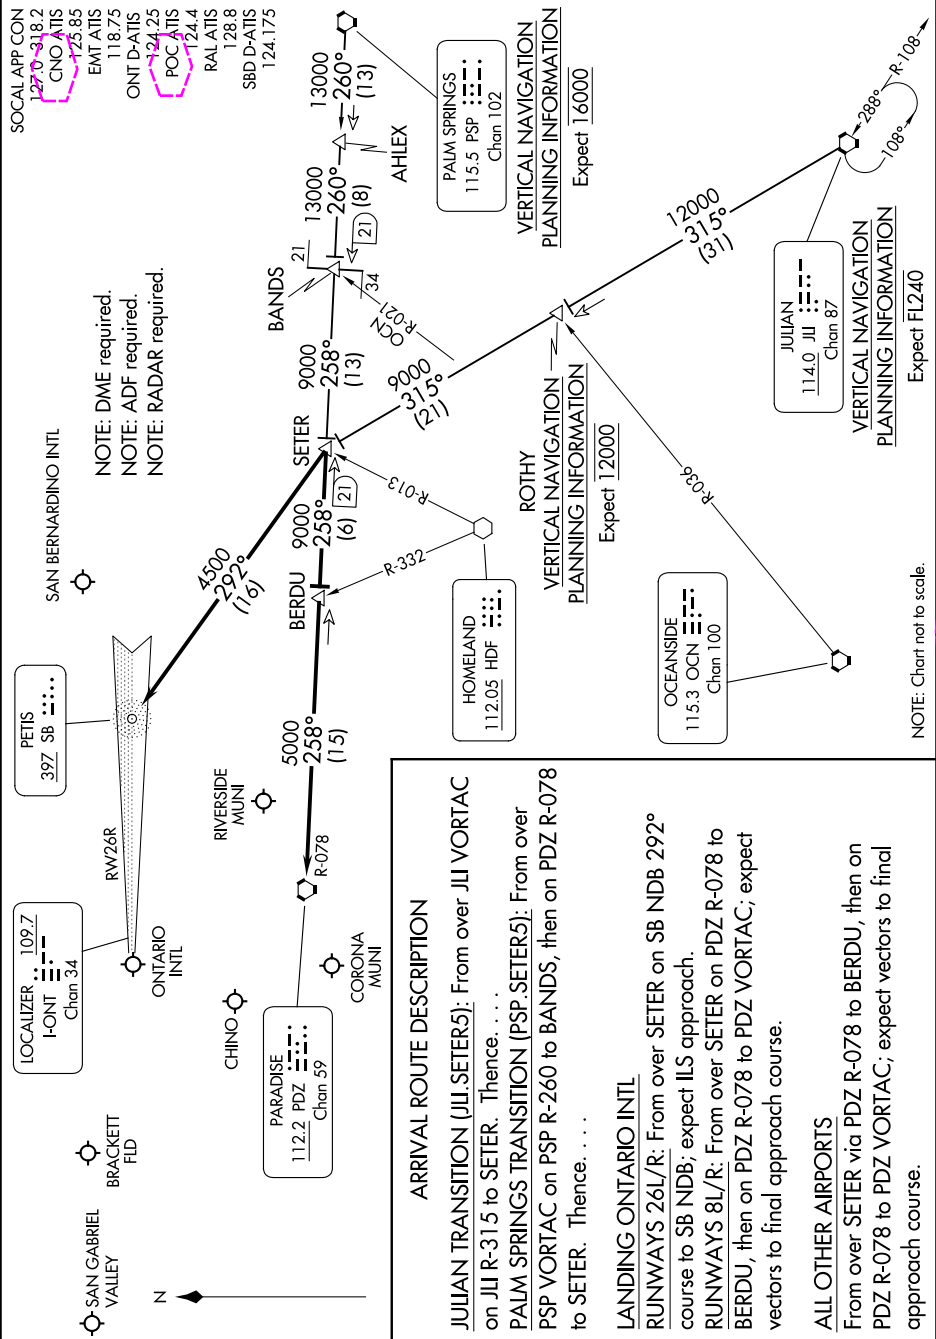 SOCAL APP CON
127.0 318.2
CNO ATIS
125.85
EMT ATIS
118.75
ONT D-ATIS
124.25
POC ATIS
124.4
RAL ATIS
128.8
SBD D-ATIS
124.175
NOTE: DME required.
NOTE: ADF required.
NOTE: RADAR required.
SAN BERNARDINO INTL
PETIS
397 SB
LOCALIZER 109.7
I-ONT
Chan 34
RW26R
ONTARIO
INTL
BRACKETT
FLD
SAN GABRIEL
VALLEY
N
CHINO
RIVERSIDE
MUNI
CORONA
MUNI
PARADISE
112.2 PDZ
Chan 59
R-078
5000
258°
(15)
BERDU
9000
258°
(6)
21
4500
292°
(16)
SETER
9000
258°
(13)
BANDS
21
34
21
13000
260°
(8)
AHLEX
13000
260°
(13)
PALM SPRINGS
115.5 PSP
Chan 102
VERTICAL NAVIGATION
PLANNING INFORMATION
Expect 16000
OCN
R-021
9000
315°
(21)
R-013
R-332
HOMELAND
112.05 HDF
ROTHY
VERTICAL NAVIGATION
PLANNING INFORMATION
Expect 12000
12000
315°
(31)
R-108
288°
108°
JULIAN
114.0 JLI
Chan 87
VERTICAL NAVIGATION
PLANNING INFORMATION
Expect FL240
R-036
OCEANSIDE
115.3 OCN
Chan 100
NOTE: Chart not to scale.
ARRIVAL ROUTE DESCRIPTION
JULIAN TRANSITION (JLI.SETER5): From over JLI VORTAC
on JLI R-315 to SETER. Thence. . . .
PALM SPRINGS TRANSITION (PSP.SETER5): From over
PSP VORTAC on PSP R-260 to BANDS, then on PDZ R-078
to SETER. Thence. . . .
LANDING ONTARIO INTL
RUNWAYS 26L/R: From over SETER on SB NDB 292°
course to SB NDB; expect ILS approach.
RUNWAYS 8L/R: From over SETER on PDZ R-078 to
BERDU, then on PDZ R-078 to PDZ VORTAC; expect
vectors to final approach course.
ALL OTHER AIRPORTS
From over SETER via PDZ R-078 to BERDU, then on
PDZ R-078 to PDZ VORTAC; expect vectors to final
approach course.